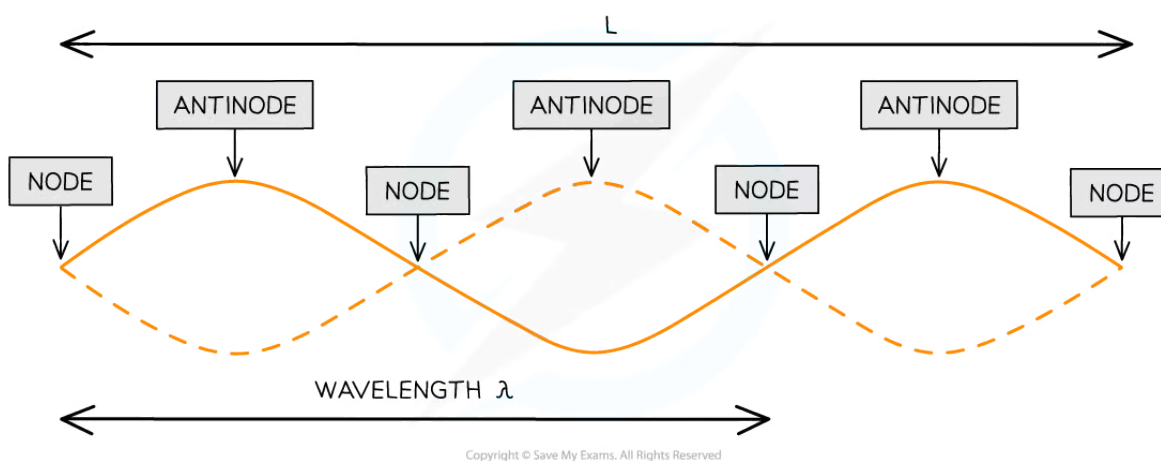 L
ANTINODE
ANTINODE
ANTINODE
NODE
NODE
NODE
NODE
WAVELENGTH λ
Copyright © Save My Exams. All Rights Reserved